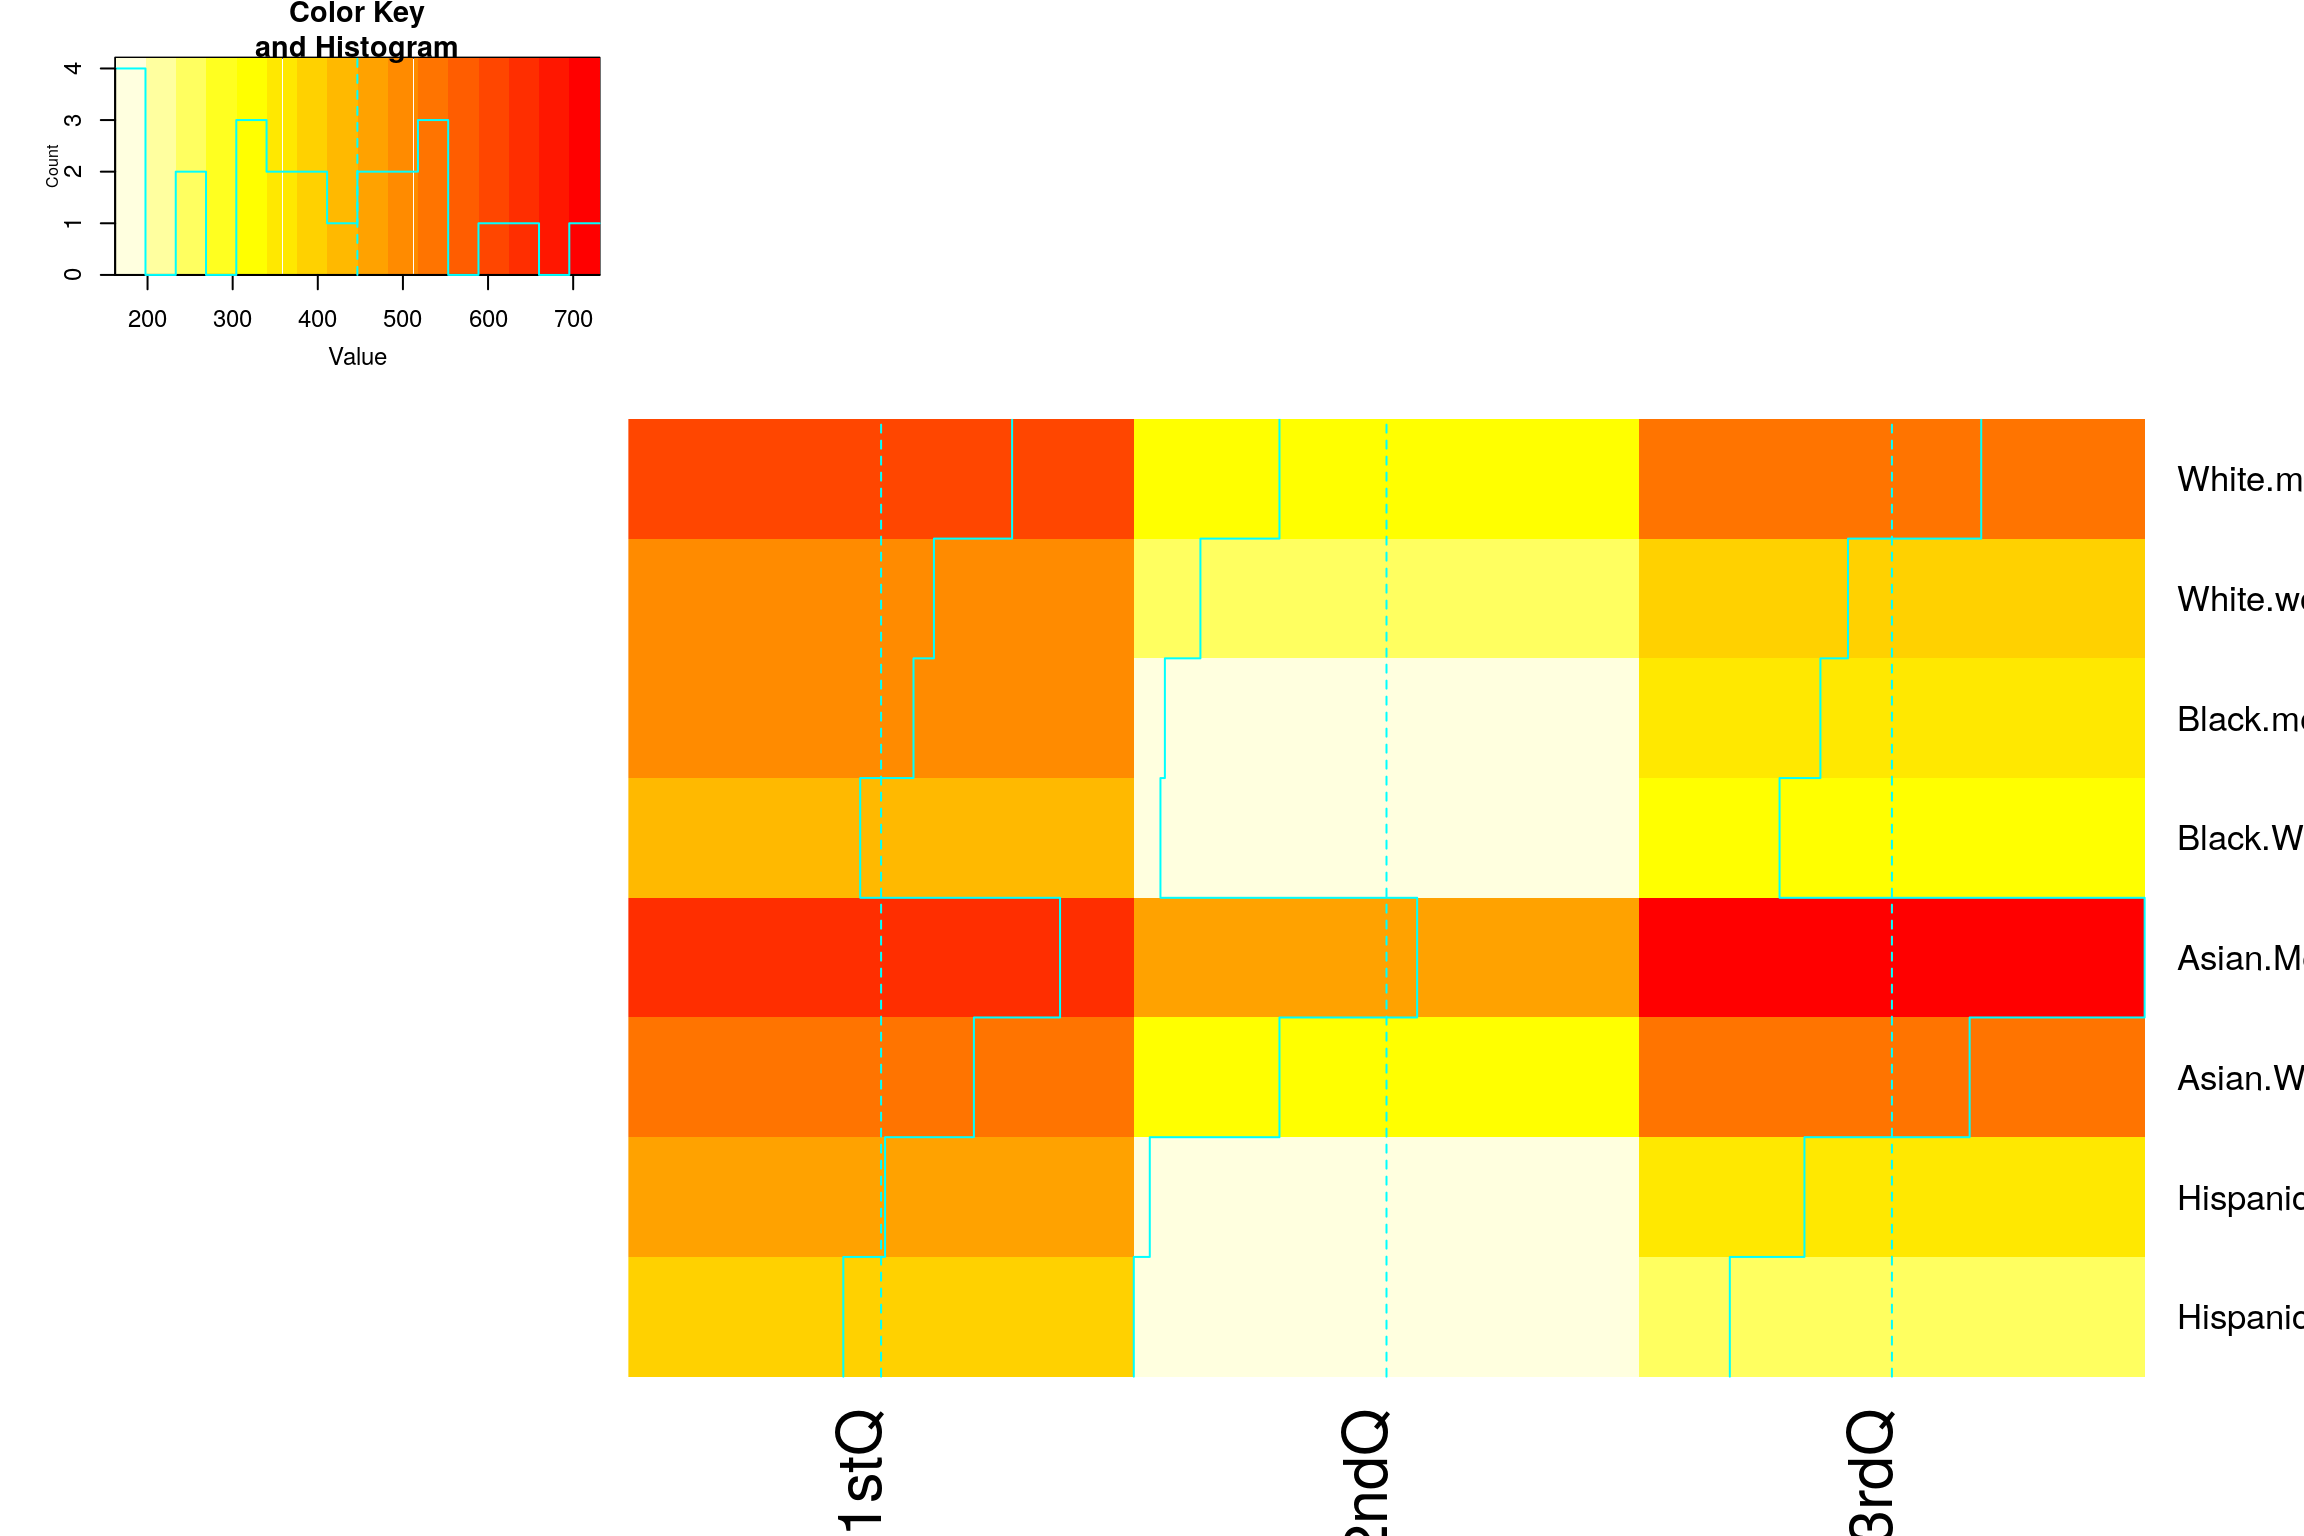 Color Key
and Histogram
Count
0 1 2 3 4
200 300 400 500 600 700
Value
White.m
White.w
Black.m
Black.W
Asian.M
Asian.W
Hispanic
Hispanic
1stQ 2ndQ 3rdQ